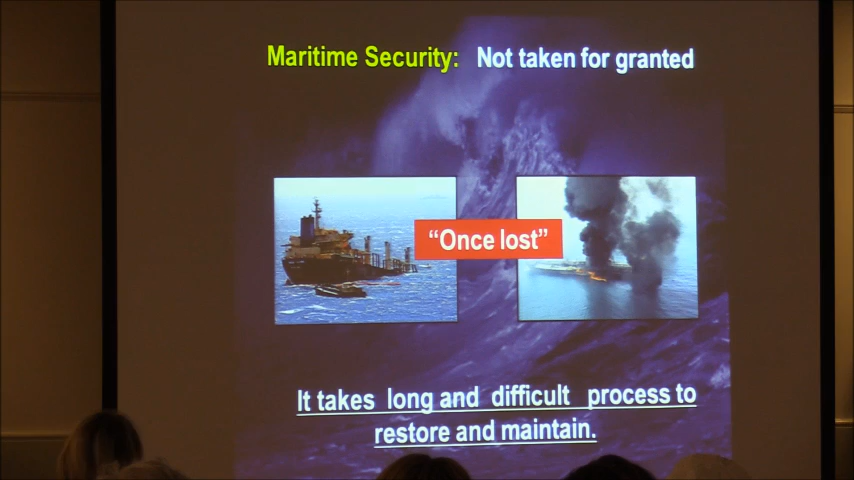 Maritime Security: Not taken for granted
“Once lost”
It takes long and difficult process to
restore and maintain.